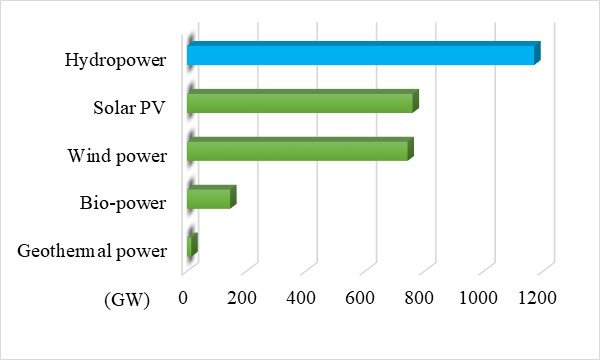 Hydropower
Solar PV
Wind power
Bio-power
Geothermal power
(GW) 0 200 400 600 800 1000 1200